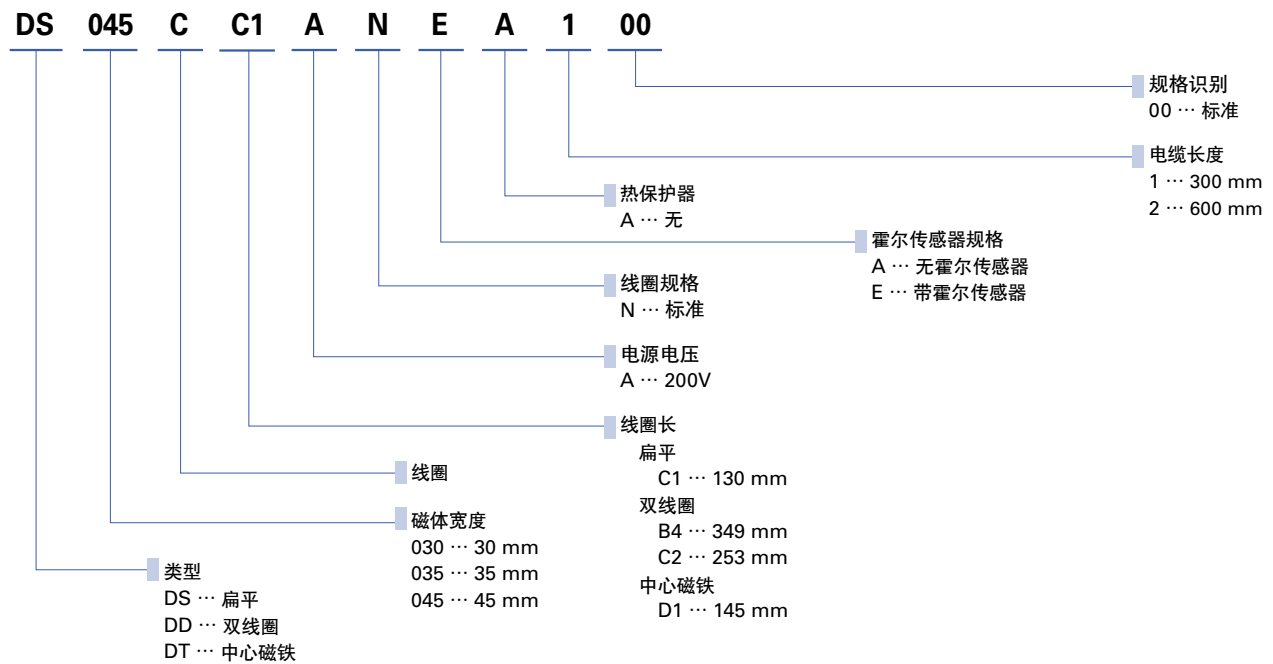 DS 045 C C1 A N E A 1 00
规格识别
00 … 标准
电缆长度
1 … 300 mm
2 … 600 mm
热保护器
A … 无
霍尔传感器规格
A … 无霍尔传感器
E … 带霍尔传感器
线圈规格
N … 标准
电源电压
A … 200V
线圈长
扁平
C1 … 130 mm
双线圈
B4 … 349 mm
C2 … 253 mm
中心磁铁
D1 … 145 mm
线圈
磁体宽度
030 … 30 mm
035 … 35 mm
045 … 45 mm
类型
DS … 扁平
DD … 双线圈
DT … 中心磁铁